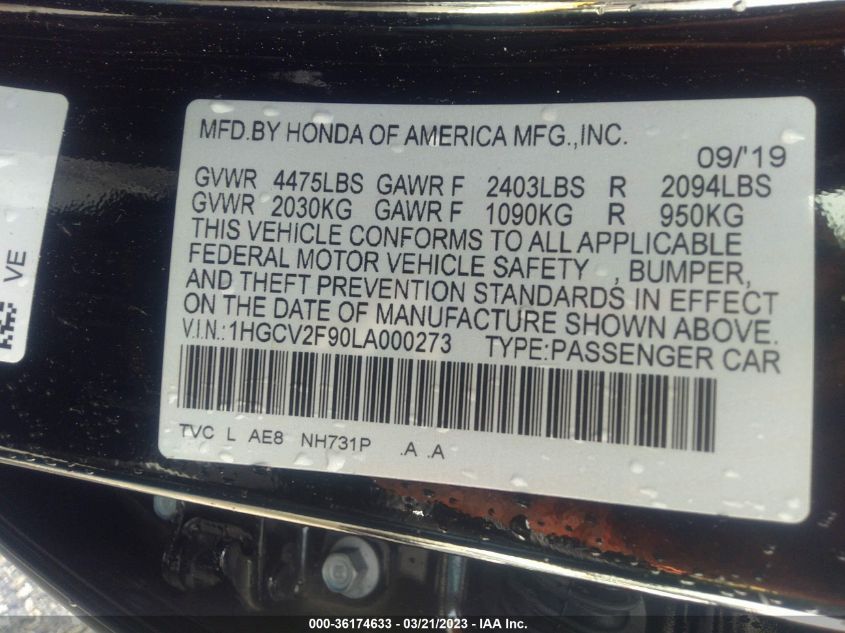 MFD.BY HONDA OF AMERICA MFG.,INC.
09/'19
GVWR 4475LBS GAWR F 2403LBS R 2094LBS
GVWR 2030KG GAWR F 1090KG R 950KG
THIS VEHICLE CONFORMS TO ALL APPLICABLE
FEDERAL MOTOR VEHICLE SAFETY , BUMPER,
AND THEFT PREVENTION STANDARDS IN EFFECT
ON THE DATE OF MANUFACTURE SHOWN ABOVE.
V.I.N.:1HGCV2F90LA000273 TYPE:PASSENGER CAR
TVC L AE8 NH731P .A .A
VE
000-36174633 / 03/21/2023 — IAA Inc.